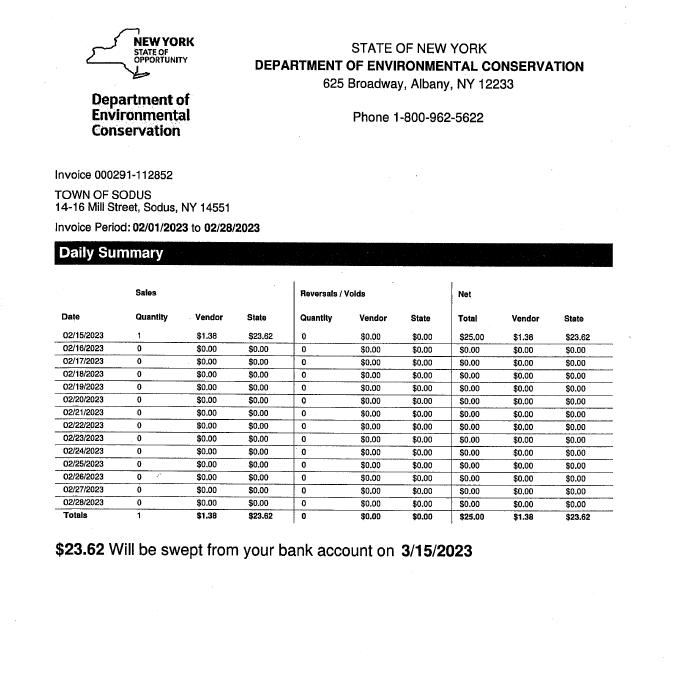 NEW YORK
STATE OF
OPPORTUNITY
Department of
Environmental
Conservation
STATE OF NEW YORK
DEPARTMENT OF ENVIRONMENTAL CONSERVATION
625 Broadway, Albany, NY 12233
Phone 1-800-962-5622
Invoice 000291-112852
TOWN OF SODUS
14-16 Mill Street, Sodus, NY 14551
Invoice Period: 02/01/2023 to 02/28/2023
Daily Summary
Sales Reversals / Voids Net
Date Quantity Vendor State Quantity Vendor State Total Vendor State
02/15/2023 1 $1.38 $23.62 0 $0.00 $0.00 $25.00 $1.38 $23.62
02/16/2023 0 $0.00 $0.00 0 $0.00 $0.00 $0.00 $0.00 $0.00
02/17/2023 0 $0.00 $0.00 0 $0.00 $0.00 $0.00 $0.00 $0.00
02/18/2023 0 $0.00 $0.00 0 $0.00 $0.00 $0.00 $0.00 $0.00
02/19/2023 0 $0.00 $0.00 0 $0.00 $0.00 $0.00 $0.00 $0.00
02/20/2023 0 $0.00 $0.00 0 $0.00 $0.00 $0.00 $0.00 $0.00
02/21/2023 0 $0.00 $0.00 0 $0.00 $0.00 $0.00 $0.00 $0.00
02/22/2023 0 $0.00 $0.00 0 $0.00 $0.00 $0.00 $0.00 $0.00
02/23/2023 0 $0.00 $0.00 0 $0.00 $0.00 $0.00 $0.00 $0.00
02/24/2023 0 $0.00 $0.00 0 $0.00 $0.00 $0.00 $0.00 $0.00
02/25/2023 0 $0.00 $0.00 0 $0.00 $0.00 $0.00 $0.00 $0.00
02/26/2023 0 $0.00 $0.00 0 $0.00 $0.00 $0.00 $0.00 $0.00
02/27/2023 0 $0.00 $0.00 0 $0.00 $0.00 $0.00 $0.00 $0.00
02/28/2023 0 $0.00 $0.00 0 $0.00 $0.00 $0.00 $0.00 $0.00
Totals 1 $1.38 $23.62 0 $0.00 $0.00 $25.00 $1.38 $23.62
$23.62 Will be swept from your bank account on 3/15/2023